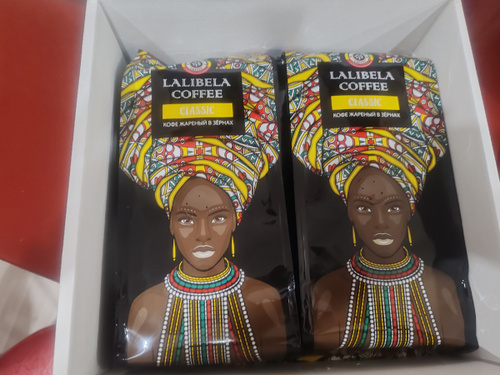 LALIBELA
COFFEE
CLASSIC
КОФЕ ЖАРЕНЫЙ В ЗЁРНАХ
LALIBELA
COFFEE
CLASSIC
КОФЕ ЖАРЕНЫЙ В ЗЁРНАХ